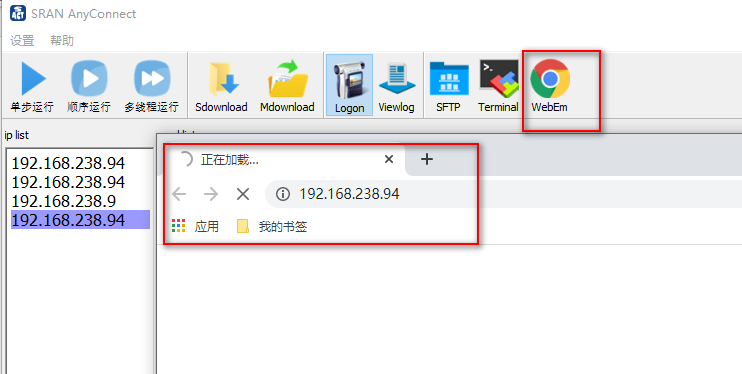 SRAN AnyConnect
设置 帮助
单步运行 顺序运行 多线程运行 Sdownload Mdownload Logon Viewlog SFTP Terminal WebEm
ip list
192.168.238.94
192.168.238.94
192.168.238.9
192.168.238.94
正在加载...
192.168.238.94
应用 我的书签